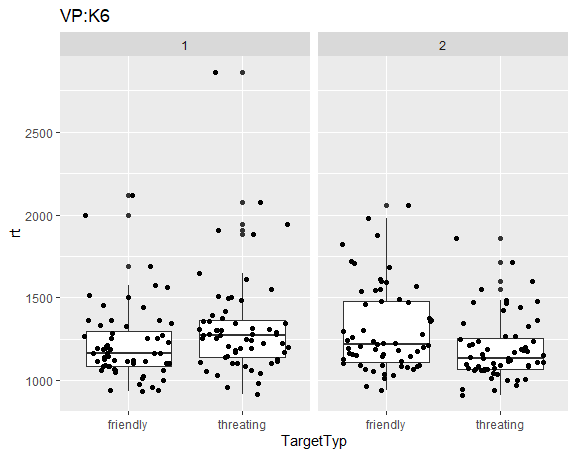 VP:K6
1 2
2500
2000
1500
1000
rt
friendly threating friendly threating
TargetTyp